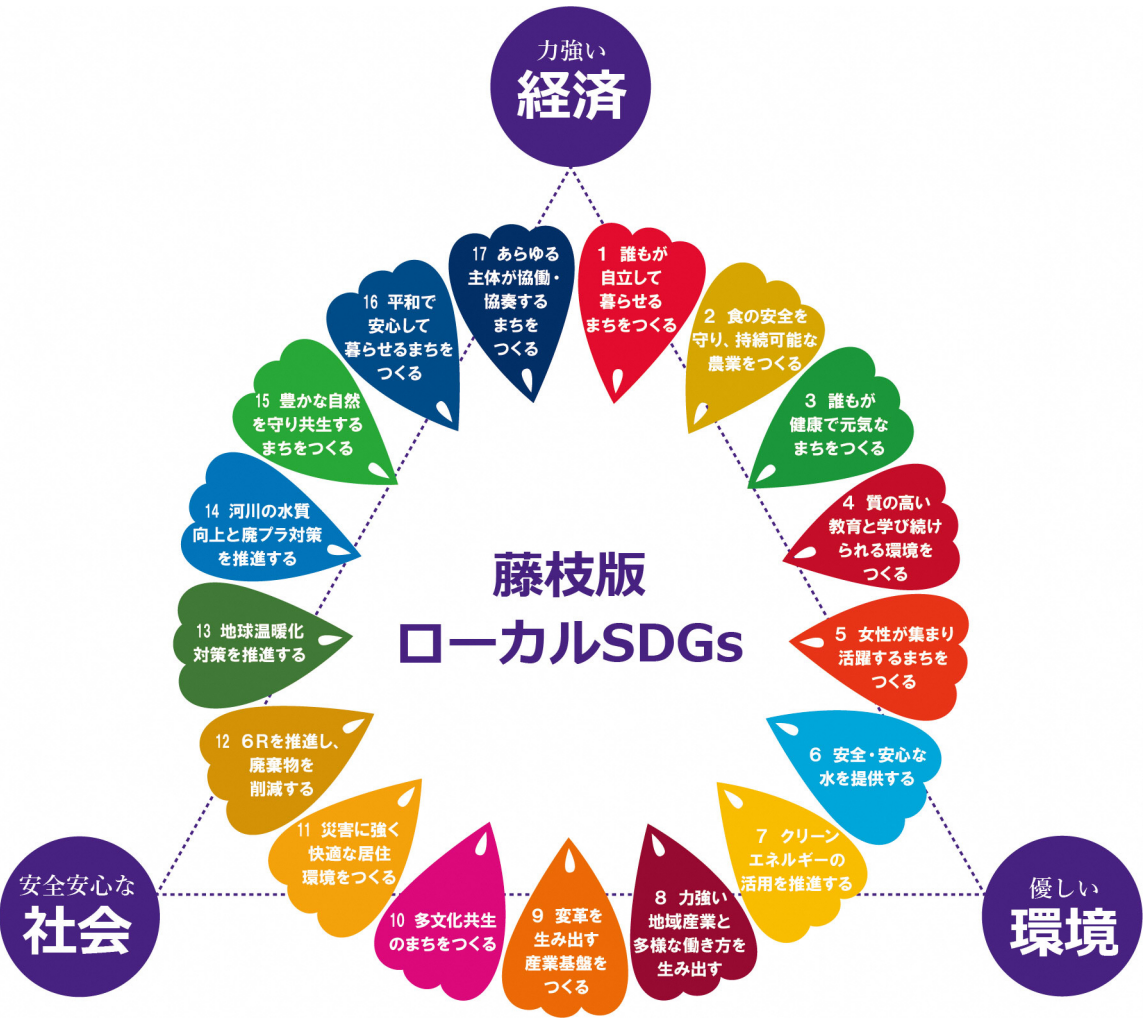 力強い
経済
1 誰もが
自立して
暮らせる
まちをつくる
2 食の安全を
守り、持続可能な
農業をつくる
3 誰もが
健康で元気な
まちをつくる
4 質の高い
教育と学び続け
られる環境を
つくる
5 女性が集まり
活躍するまちを
つくる
6 安全・安心な
水を提供する
7 クリーン
エネルギーの
活用を推進する
8 力強い
地域産業と
多様な働き方を
生み出す
9 変革を
生み出す
産業基盤を
つくる
10 多文化共生
のまちをつくる
11 災害に強く
快適な居住
環境をつくる
12 6Rを推進し、
廃棄物を
削減する
13 地球温暖化
対策を推進する
14 河川の水質
向上と廃プラ対策
を推進する
15 豊かな自然
を守り共生する
まちをつくる
16 平和で
安心して
暮らせるまちを
つくる
17 あらゆる
主体が協働・
協奏する
まちを
つくる
藤枝版
ローカルSDGs
安全安心な
社会
優しい
環境